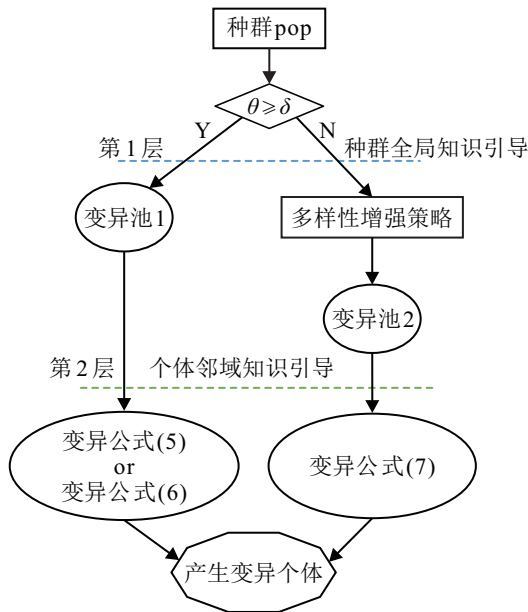 种群pop
θ⩾δ
Y
N
第1层
种群全局知识引导
变异池1
多样性增强策略
变异池2
第2层
个体邻域知识引导
变异公式(5)
or
变异公式(6)
变异公式(7)
产生变异个体